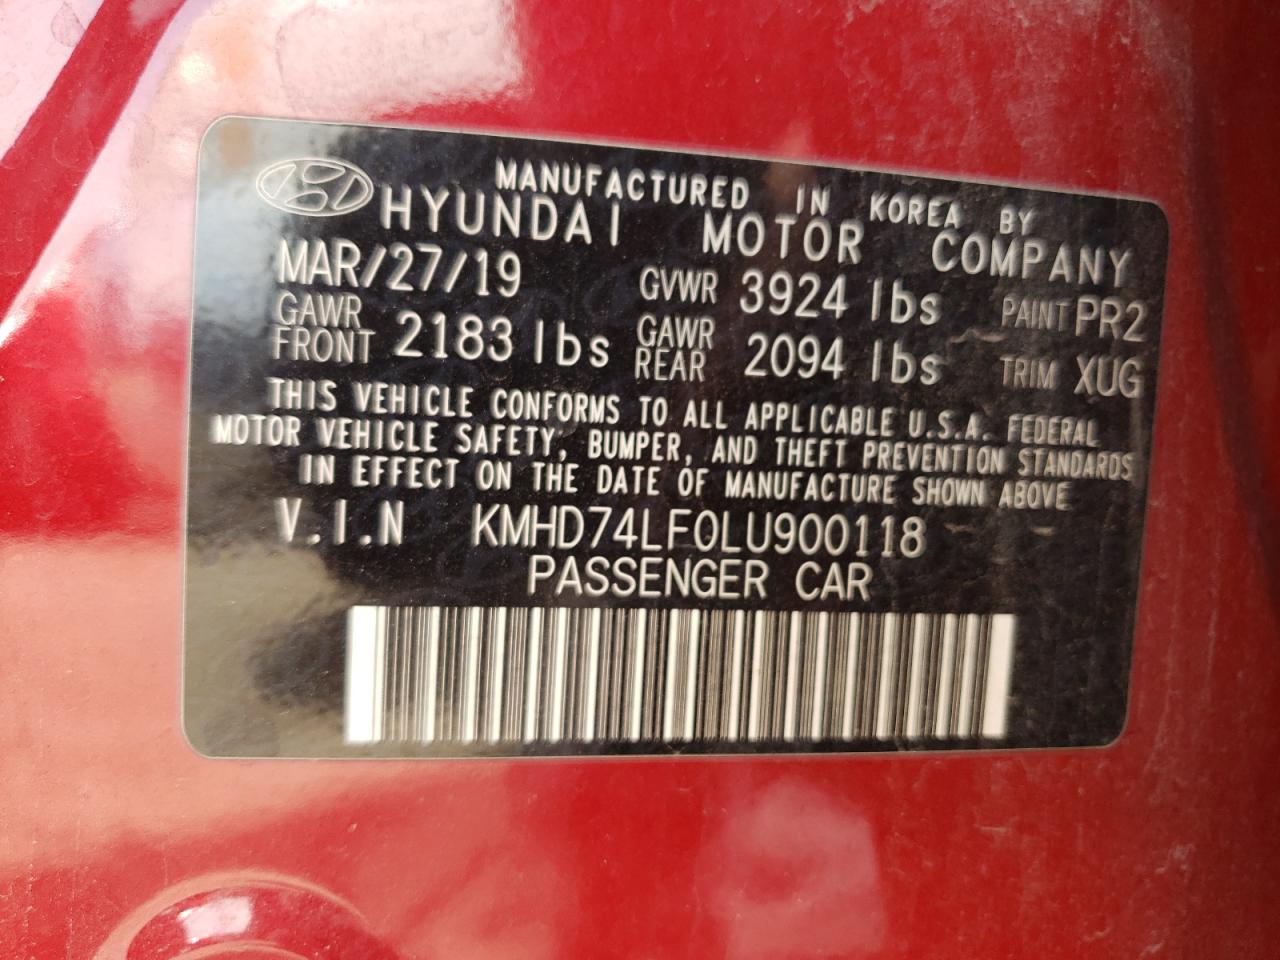 MANUFACTURED IN KOREA BY
HYUNDAI MOTOR COMPANY
MAR/27/19 GVWR 3924 lbs PAINT PR2
GAWR FRONT 2183 lbs GAWR REAR 2094 lbs TRIM XUG
THIS VEHICLE CONFORMS TO ALL APPLICABLE U.S.A. FEDERAL
MOTOR VEHICLE SAFETY, BUMPER, AND THEFT PREVENTION STANDARDS
IN EFFECT ON THE DATE OF MANUFACTURE SHOWN ABOVE
V.I.N KMHD74LF0LU900118
PASSENGER CAR